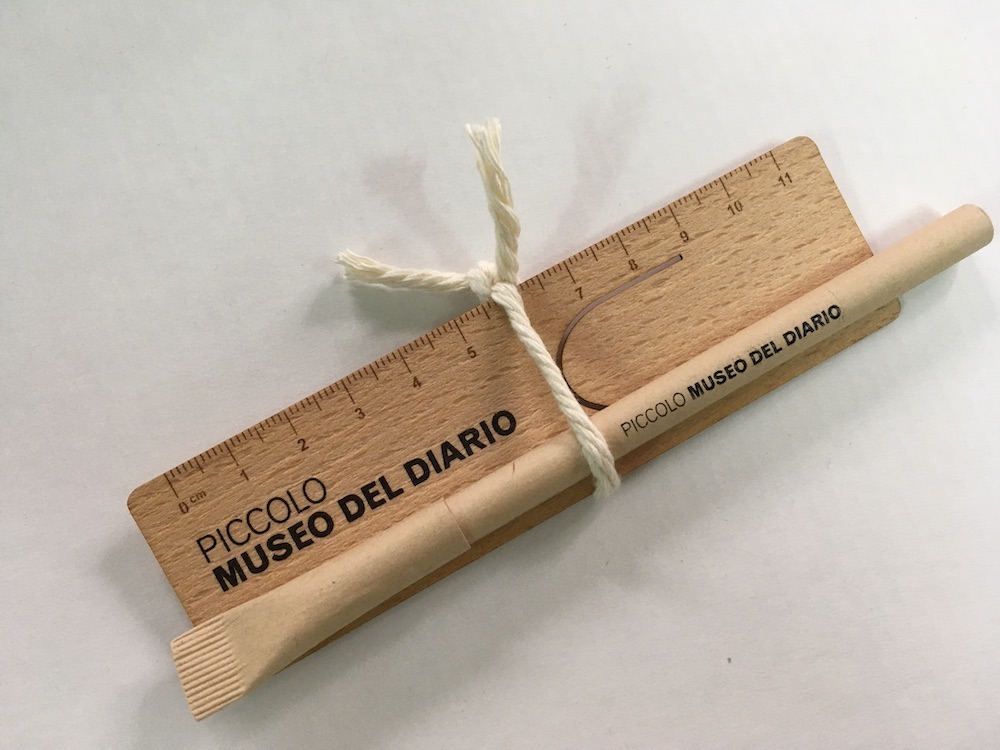 0 cm 1 2 3 4 5 7 8 9 10 11
PICCOLO
MUSEO DEL DIARIO
PICCOLO MUSEO DEL DIARIO